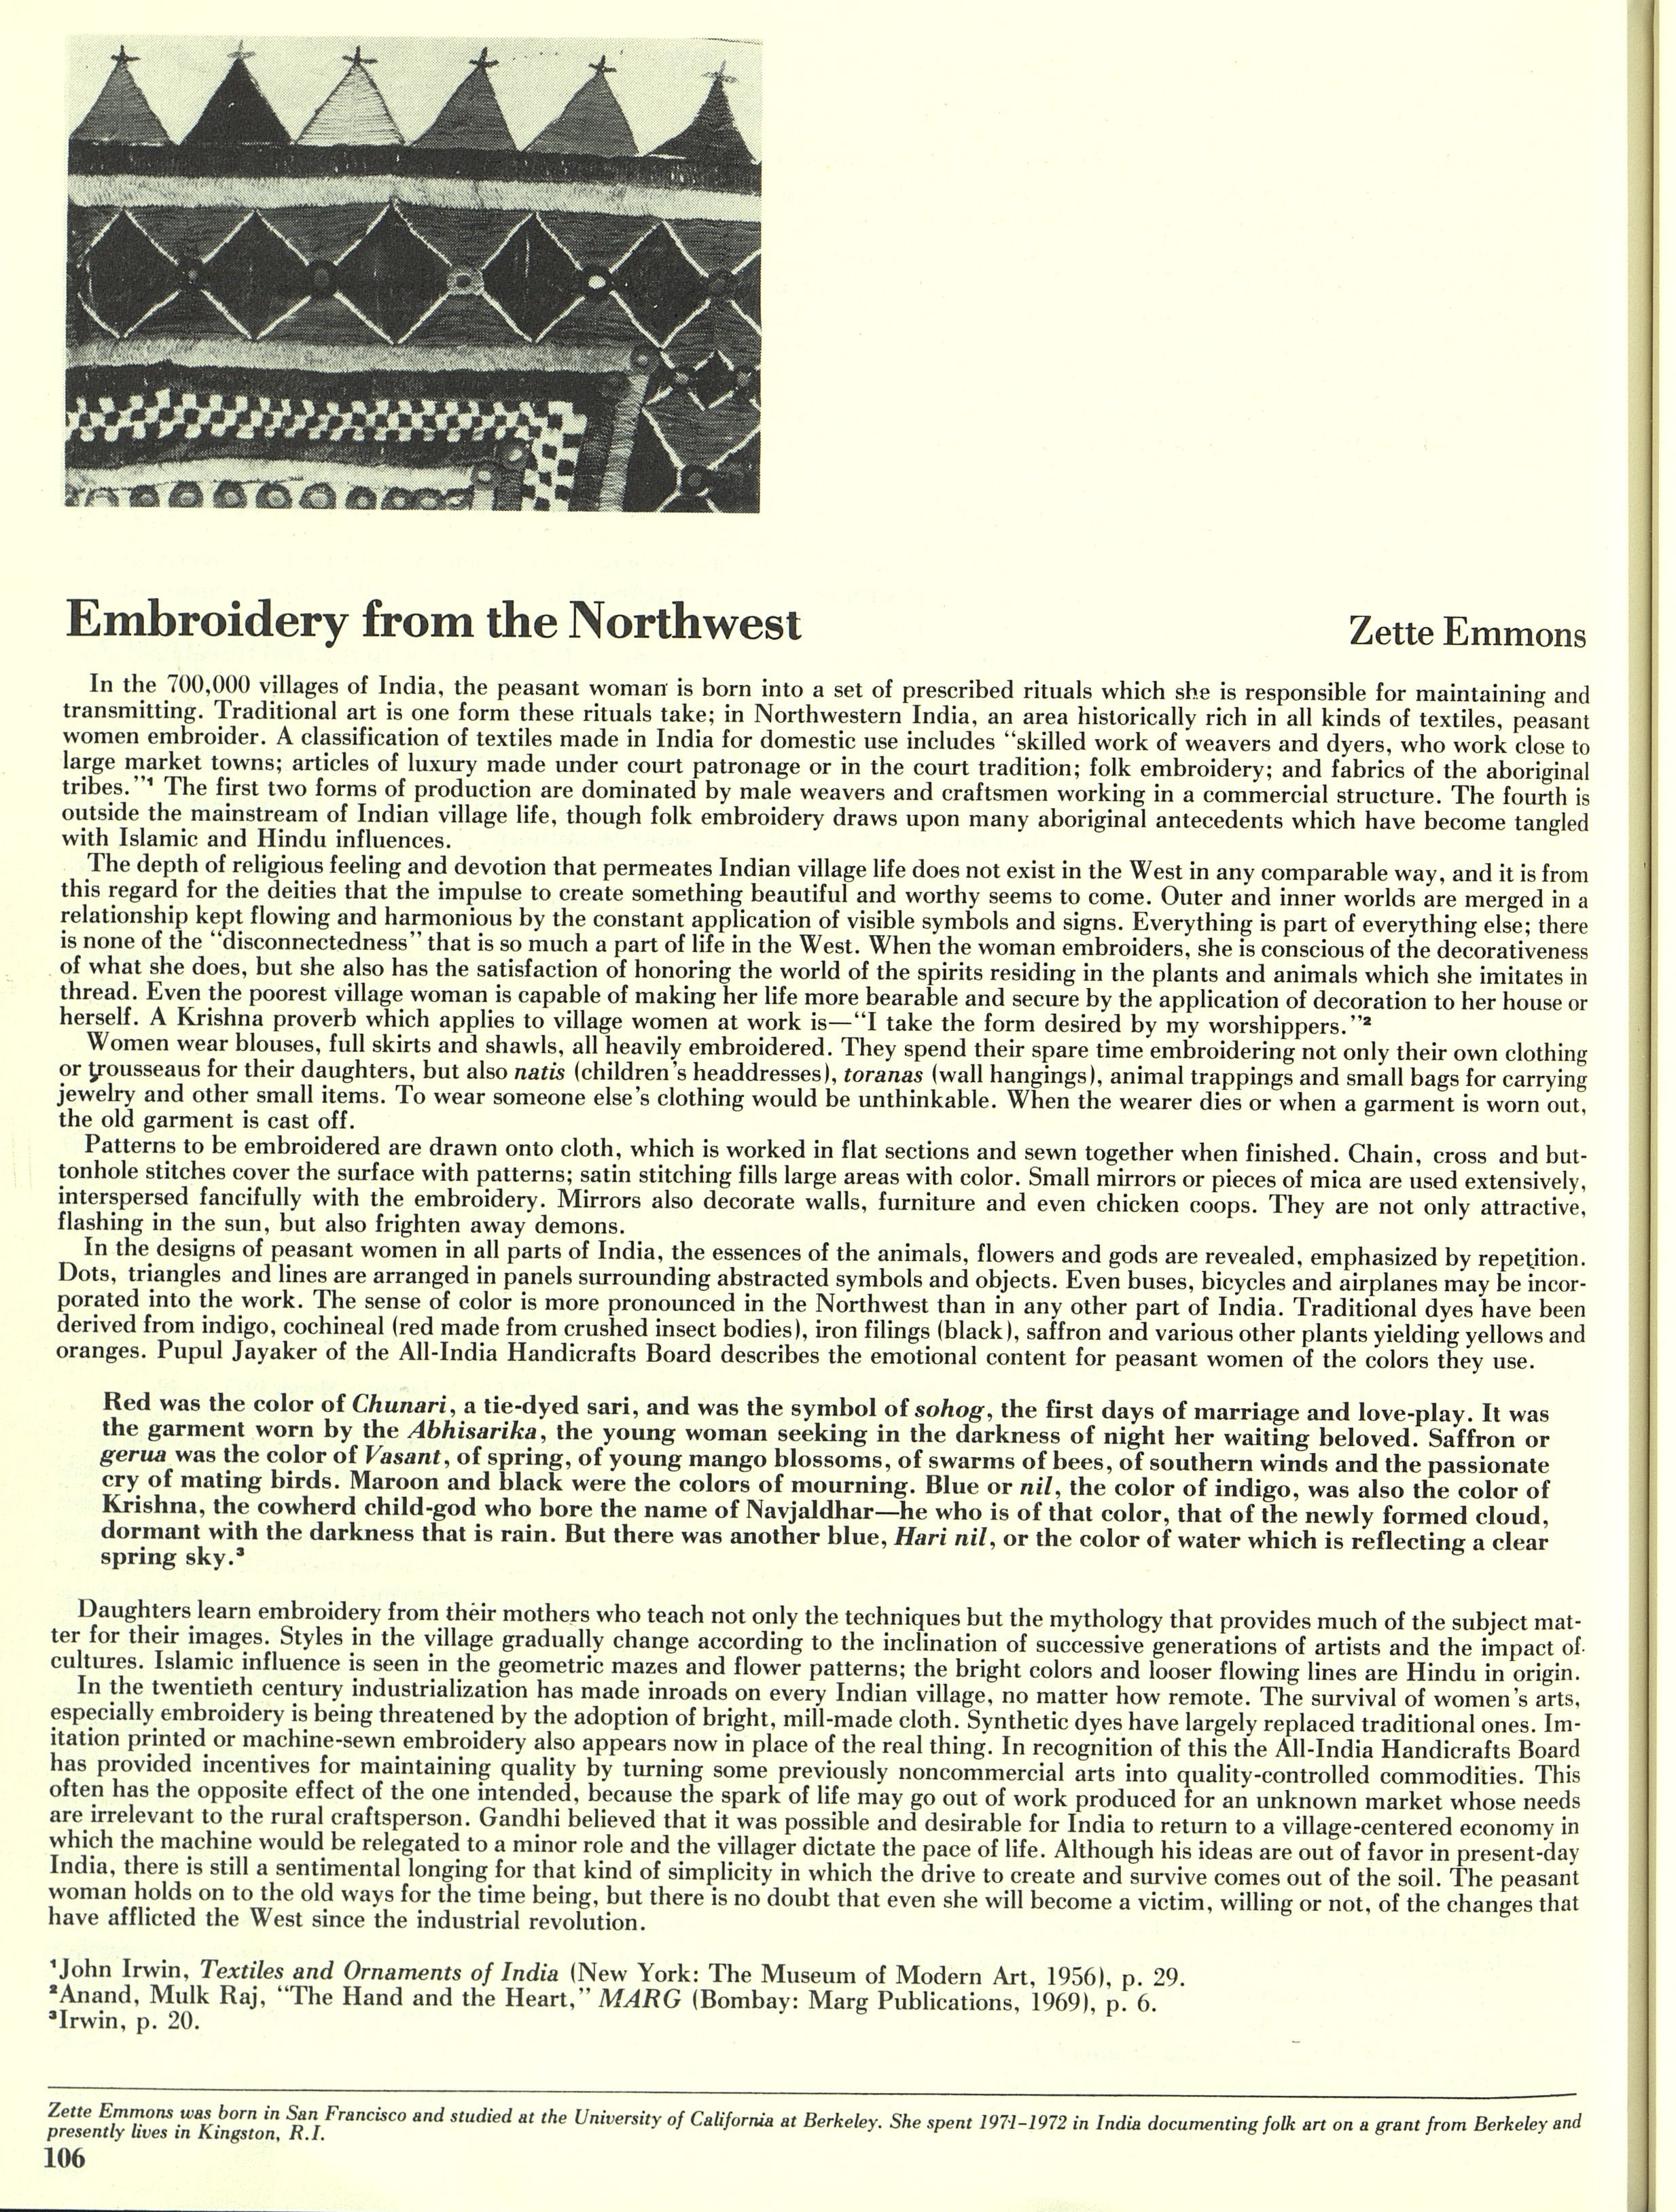 Embroidery from the Northwest
Zette Emmons
In the 700,000 villages of India, the peasant woman is born into a set of prescribed rituals which she is responsible for maintaining and
transmitting. Traditional art is one form these rituals take; in Northwestern India, an area historically rich in all kinds of textiles, peasant
women embroider. A classification of textiles made in India for domestic use includes “skilled work of weavers and dyers, who work close to
large market towns; articles of luxury made under court patronage or in the court tradition; folk embroidery; and fabrics of the aboriginal
tribes.”¹ The first two forms of production are dominated by male weavers and craftsmen working in a commercial structure. The fourth is
outside the mainstream of Indian village life, though folk embroidery draws upon many aboriginal antecedents which have become tangled
with Islamic and Hindu influences.
The depth of religious feeling and devotion that permeates Indian village life does not exist in the West in any comparable way, and it is from
this regard for the deities that the impulse to create something beautiful and worthy seems to come. Outer and inner worlds are merged in a
relationship kept flowing and harmonious by the constant application of visible symbols and signs. Everything is part of everything else; there
is none of the “disconnectedness” that is so much a part of life in the West. When the woman embroiders, she is conscious of the decorativeness
of what she does, but she also has the satisfaction of honoring the world of the spirits residing in the plants and animals which she imitates in
thread. Even the poorest village woman is capable of making her life more bearable and secure by the application of decoration to her house or
herself. A Krishna proverb which applies to village women at work is—“I take the form desired by my worshippers.”²
Women wear blouses, full skirts and shawls, all heavily embroidered. They spend their spare time embroidering not only their own clothing
or trousseaus for their daughters, but also natis (children’s headdresses), toranas (wall hangings), animal trappings and small bags for carrying
jewelry and other small items. To wear someone else’s clothing would be unthinkable. When the wearer dies or when a garment is worn out,
the old garment is cast off.
Patterns to be embroidered are drawn onto cloth, which is worked in flat sections and sewn together when finished. Chain, cross and but-
tonhole stitches cover the surface with patterns; satin stitching fills large areas with color. Small mirrors or pieces of mica are used extensively,
interspersed fancifully with the embroidery. Mirrors also decorate walls, furniture and even chicken coops. They are not only attractive,
flashing in the sun, but also frighten away demons.
In the designs of peasant women in all parts of India, the essences of the animals, flowers and gods are revealed, emphasized by repetition.
Dots, triangles and lines are arranged in panels surrounding abstracted symbols and objects. Even buses, bicycles and airplanes may be incor-
porated into the work. The sense of color is more pronounced in the Northwest than in any other part of India. Traditional dyes have been
derived from indigo, cochineal (red made from crushed insect bodies), iron filings (black), saffron and various other plants yielding yellows and
oranges. Pupul Jayaker of the All-India Handicrafts Board describes the emotional content for peasant women of the colors they use.
Red was the color of Chunari, a tie-dyed sari, and was the symbol of sohog, the first days of marriage and love-play. It was
the garment worn by the Abhisarika, the young woman seeking in the darkness of night her waiting beloved. Saffron or
gerua was the color of Vasant, of spring, of young mango blossoms, of swarms of bees, of southern winds and the passionate
cry of mating birds. Maroon and black were the colors of mourning. Blue or nil, the color of indigo, was also the color of
Krishna, the cowherd child-god who bore the name of Navjaldhar—he who is of that color, that of the newly formed cloud,
dormant with the darkness that is rain. But there was another blue, Hari nil, or the color of water which is reflecting a clear
spring sky.³
Daughters learn embroidery from their mothers who teach not only the techniques but the mythology that provides much of the subject mat-
ter for their images. Styles in the village gradually change according to the inclination of successive generations of artists and the impact of
cultures. Islamic influence is seen in the geometric mazes and flower patterns; the bright colors and looser flowing lines are Hindu in origin.
In the twentieth century industrialization has made inroads on every Indian village, no matter how remote. The survival of women’s arts,
especially embroidery is being threatened by the adoption of bright, mill-made cloth. Synthetic dyes have largely replaced traditional ones. Im-
itation printed or machine-sewn embroidery also appears now in place of the real thing. In recognition of this the All-India Handicrafts Board
has provided incentives for maintaining quality by turning some previously noncommercial arts into quality-controlled commodities. This
often has the opposite effect of the one intended, because the spark of life may go out of work produced for an unknown market whose needs
are irrelevant to the rural craftsperson. Gandhi believed that it was possible and desirable for India to return to a village-centered economy in
which the machine would be relegated to a minor role and the villager dictate the pace of life. Although his ideas are out of favor in present-day
India, there is still a sentimental longing for that kind of simplicity in which the drive to create and survive comes out of the soil. The peasant
woman holds on to the old ways for the time being, but there is no doubt that even she will become a victim, willing or not, of the changes that
have afflicted the West since the industrial revolution.
¹John Irwin, Textiles and Ornaments of India (New York: The Museum of Modern Art, 1956), p. 29.
²Anand, Mulk Raj, “The Hand and the Heart,” MARG (Bombay: Marg Publications, 1969), p. 6.
³Irwin, p. 20.
Zette Emmons was born in San Francisco and studied at the University of California at Berkeley. She spent 1971-1972 in India documenting folk art on a grant from Berkeley and
presently lives in Kingston, R.I.
106